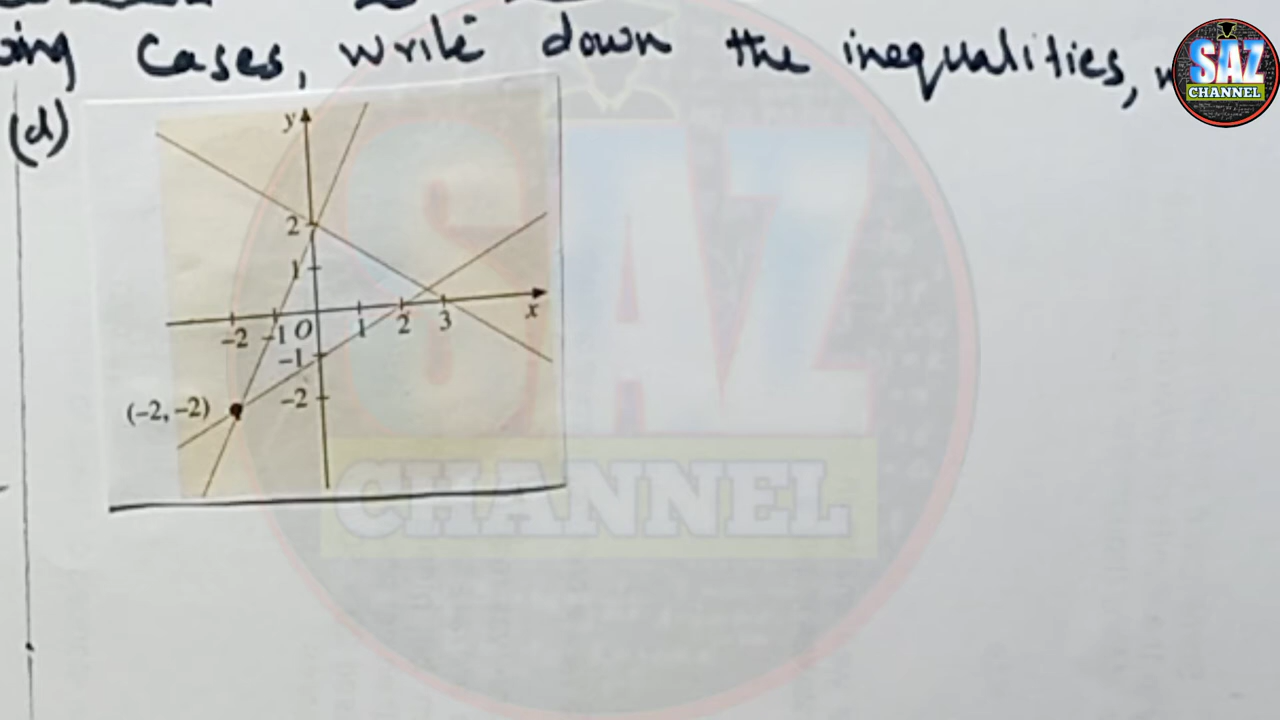 cases, write down the inequalities,
SAZ
CHANNEL
(d)
y
2
1
-2 -1 O 1 2 3 x
-1
(-2, -2) -2
SAZ
CHANNEL